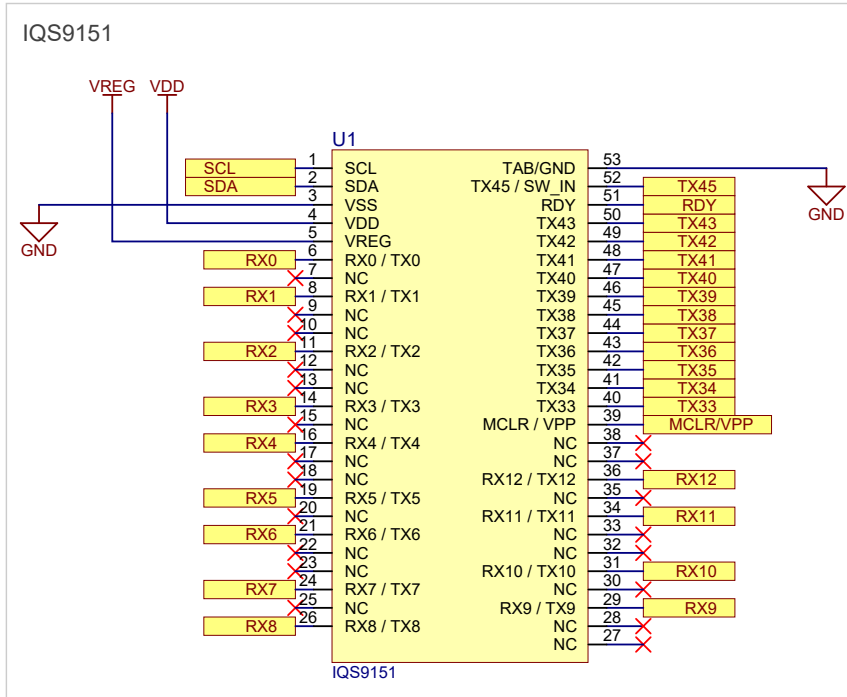 IQS9151
VREG VDD
U1
SCL 1 SCL TAB/GND 53
SDA 2 SDA TX45 / SW_IN 52 TX45
3 VSS RDY 51 RDY
4 VDD TX43 50 TX43
5 VREG TX42 49 TX42
RX0 6 RX0 / TX0 TX41 48 TX41
7 NC TX40 47 TX40
RX1 8 RX1 / TX1 TX39 46 TX39
9 NC TX38 45 TX38
10 NC TX37 44 TX37
RX2 11 RX2 / TX2 TX36 43 TX36
12 NC TX35 42 TX35
13 NC TX34 41 TX34
RX3 14 RX3 / TX3 TX33 40 TX33
15 NC MCLR / VPP 39 MCLR/VPP
RX4 16 RX4 / TX4 NC 38
17 NC NC 37
18 NC RX12 / TX12 36 RX12
RX5 19 RX5 / TX5 NC 35
20 NC RX11 / TX11 34 RX11
RX6 21 RX6 / TX6 NC 33
22 NC NC 32
23 NC RX10 / TX10 31 RX10
RX7 24 RX7 / TX7 NC 30
25 NC RX9 / TX9 29 RX9
RX8 26 RX8 / TX8 NC 28
NC 27
GND
GND
IQS9151